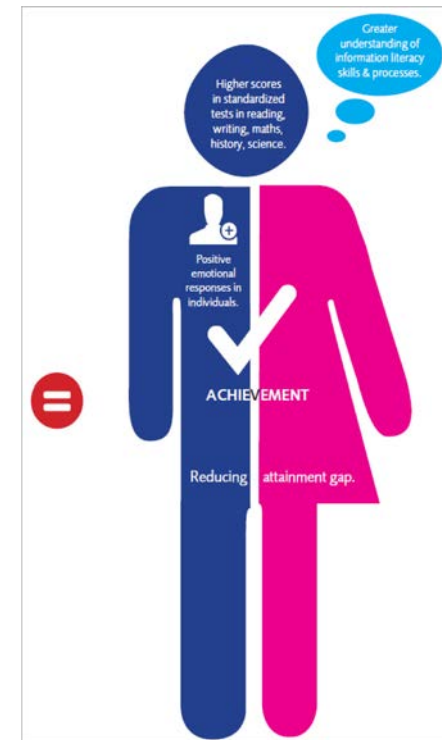 Greater
understanding of
information literacy
skills & processes.
Higher scores
in standardized
tests in reading,
writing, maths,
history, science.
Positive
emotional
responses in
individuals.
ACHIEVEMENT
Reducing attainment gap.